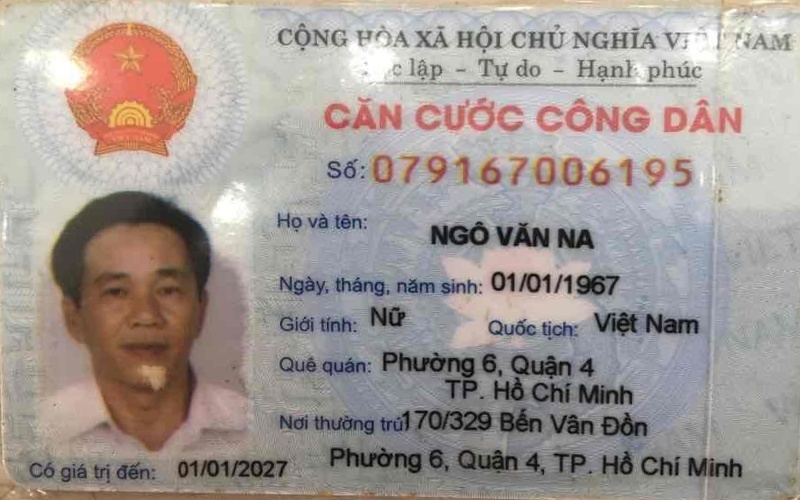 CỘNG HÒA XÃ HỘI CHỦ NGHĨA VIỆT NAM
lập - Tự do - Hạnh phúc
CĂN CƯỚC CÔNG DÂN
Số: 079167006195
Họ và tên: NGÔ VĂN NA
Ngày, tháng, năm sinh: 01/01/1967
Giới tính: Nữ Quốc tịch: Việt Nam
Quê quán: Phường 6, Quận 4
TP. Hồ Chí Minh
Nơi thường trú: 170/329 Bến Vân Đồn
Phường 6, Quận 4, TP. Hồ Chí Minh
Có giá trị đến: 01/01/2027